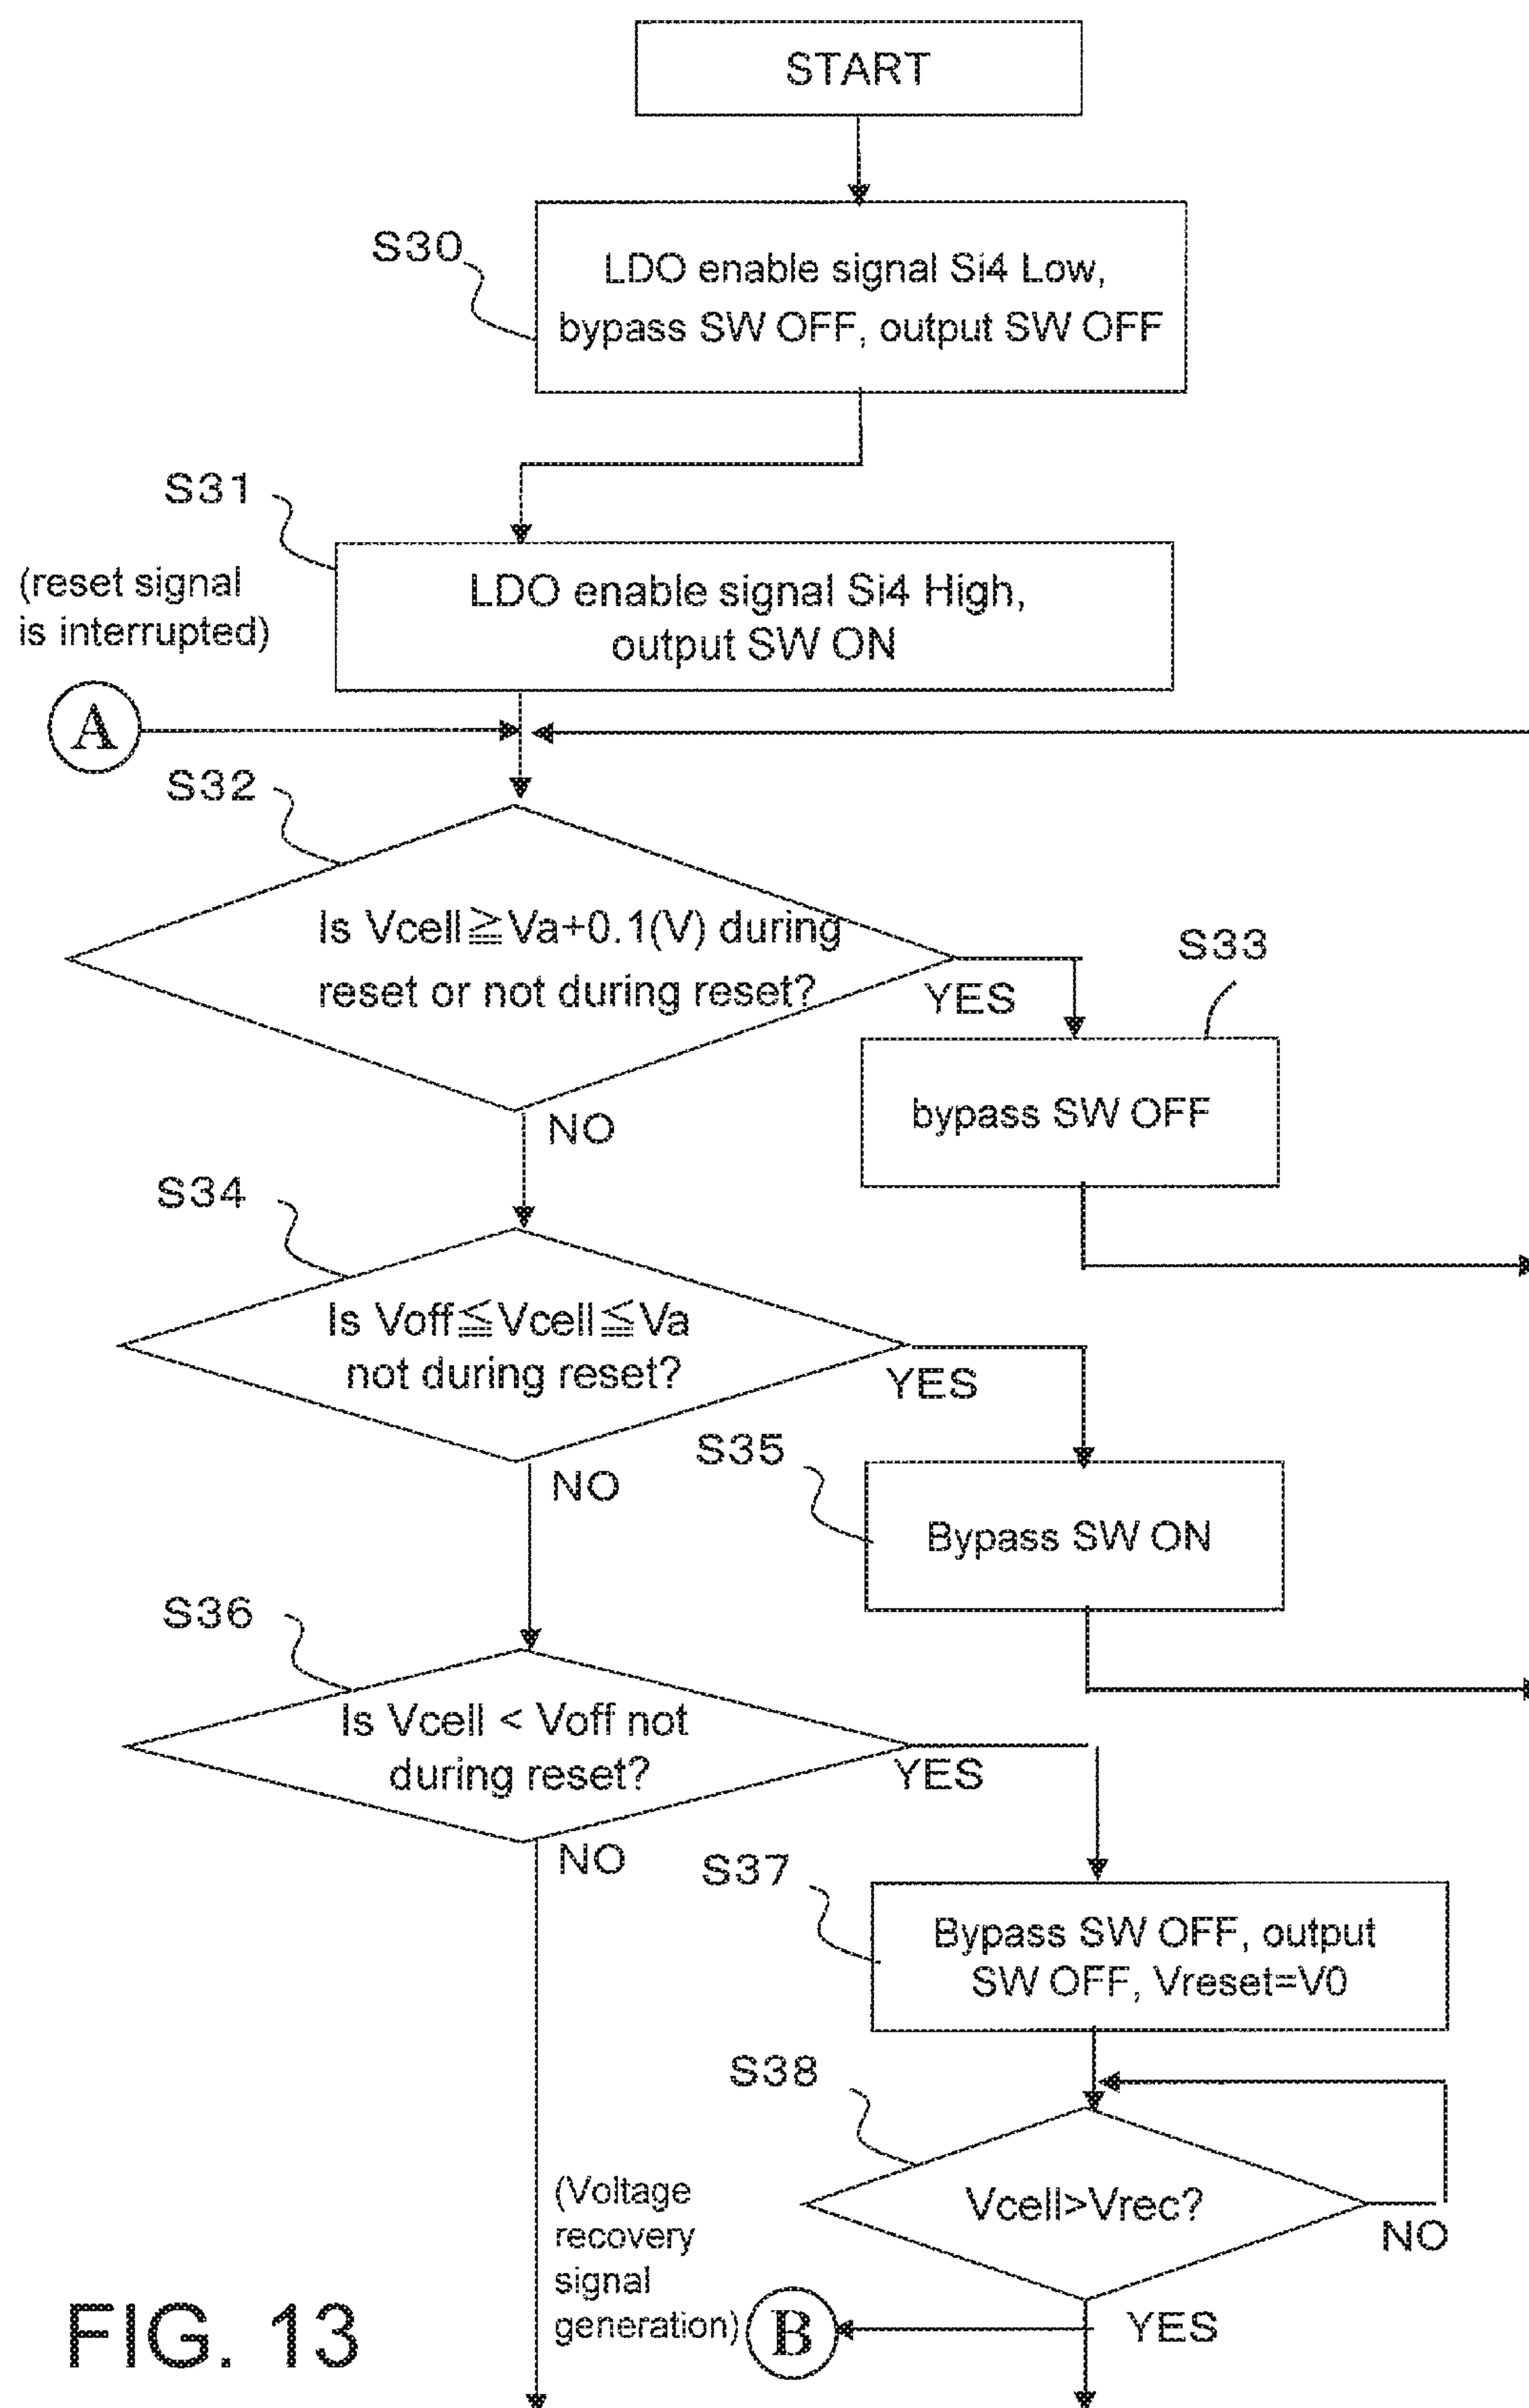 START
S30
LDO enable signal Si4 Low,
bypass SW OFF, output SW OFF
S31
(reset signal
is interrupted)
LDO enable signal Si4 High,
output SW ON
A
S32
Is Vcell≧Va+0.1(V) during
reset or not during reset?
YES
S33
bypass SW OFF
NO
S34
Is Voff≦Vcell≦Va
not during reset?
YES
S35
Bypass SW ON
NO
S36
Is Vcell < Voff not
during reset?
YES
NO
S37
Bypass SW OFF, output
SW OFF, Vreset=V0
S38
Vcell>Vrec?
NO
(Voltage
recovery
signal
generation)
B
YES
FIG. 13